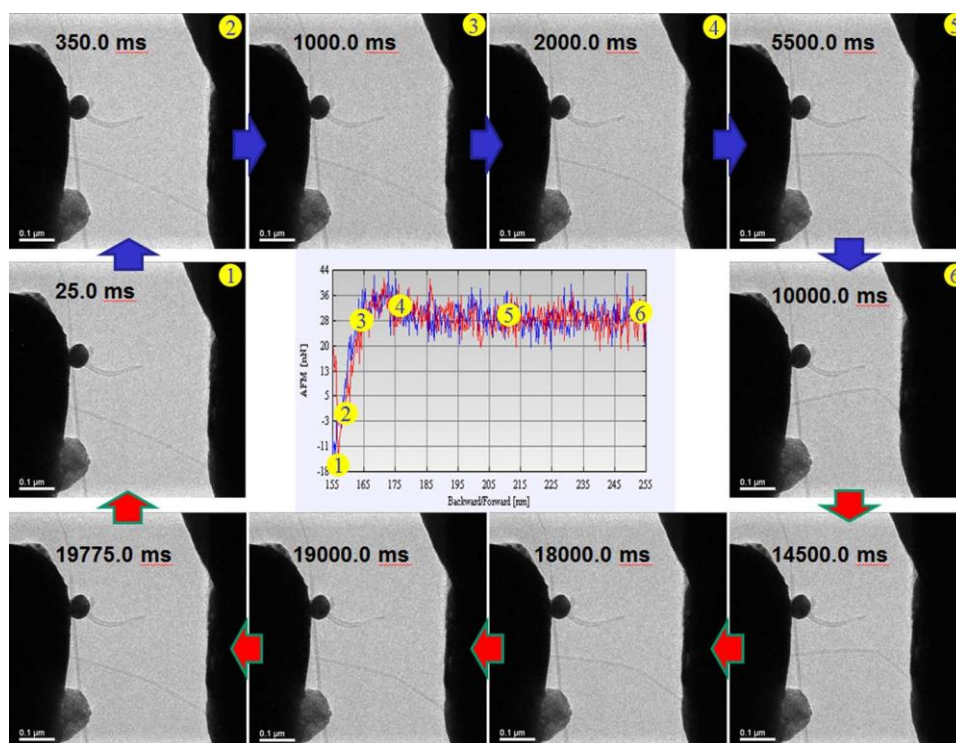 350.0 ms
2
1000.0 ms
3
2000.0 ms
4
5500.0 ms
5
0.1 µm
0.1 µm
0.1 µm
0.1 µm
25.0 ms
1
0.1 µm
AFM [nN]
44
36
28
20
13
5
-3
-11
-18
1
2
3
4
5
6
155 165 175 185 195 205 215 225 235 245 255
Backward/Forward [nm]
10000.0 ms
6
0.1 µm
19775.0 ms
19000.0 ms
18000.0 ms
14500.0 ms
0.1 µm
0.1 µm
0.1 µm
0.1 µm